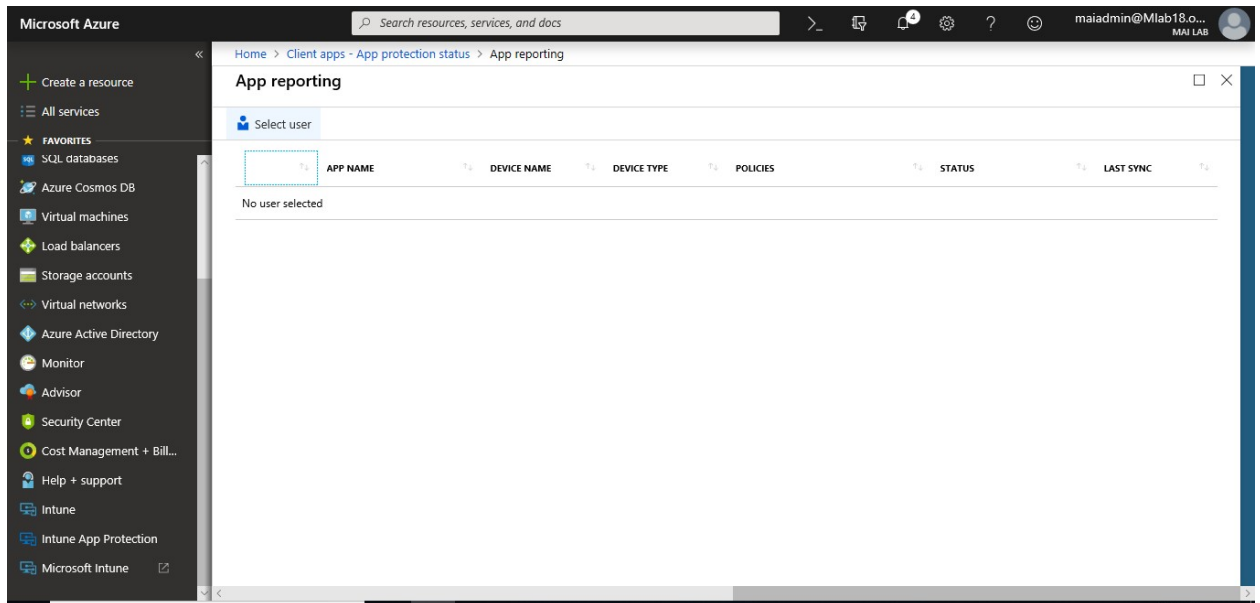 Microsoft Azure
Search resources, services, and docs
4
maiadmin@Mlab18.o...
MAI LAB
Home > Client apps - App protection status > App reporting
App reporting
Select user
APP NAME DEVICE NAME DEVICE TYPE POLICIES STATUS LAST SYNC
No user selected
Create a resource
All services
FAVORITES
SQL databases
Azure Cosmos DB
Virtual machines
Load balancers
Storage accounts
Virtual networks
Azure Active Directory
Monitor
Advisor
Security Center
Cost Management + Bill...
Help + support
Intune
Intune App Protection
Microsoft Intune